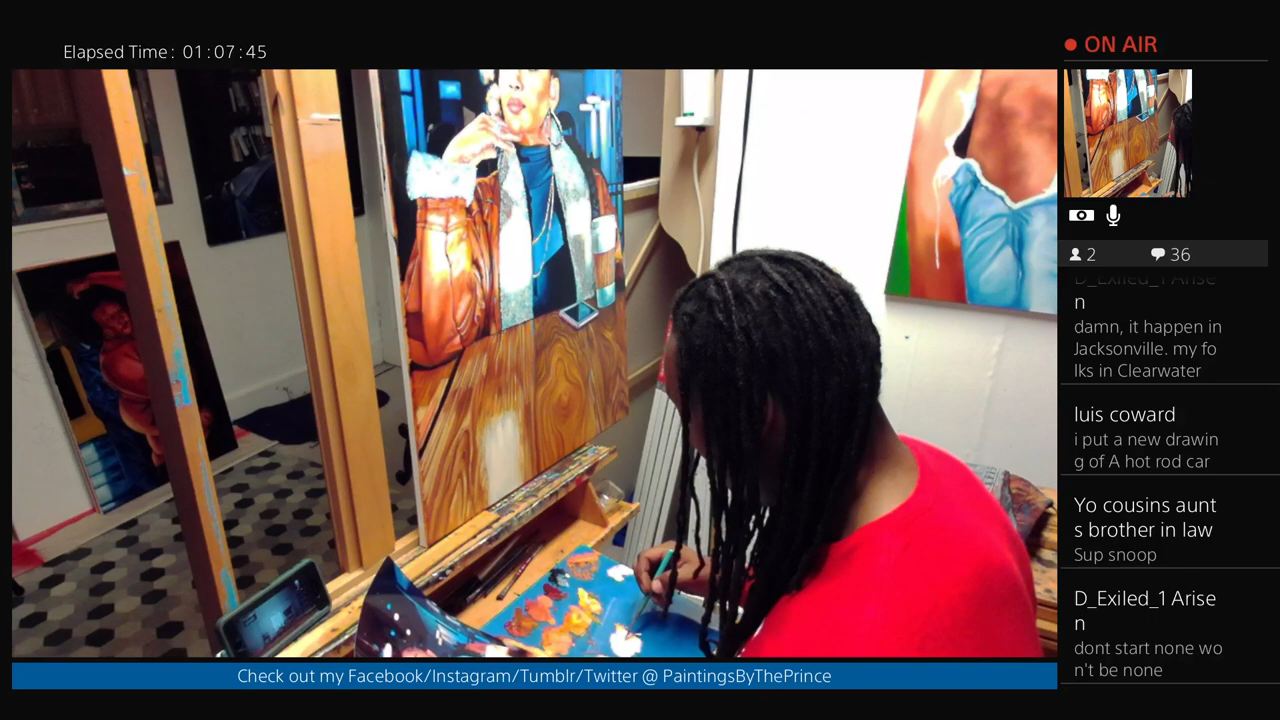 Elapsed Time: 01:07:45
ON AIR
2 36
D_Exiled_1 Arise
n
damn, it happen in
Jacksonville. my fo
lks in Clearwater
luis coward
i put a new drawin
g of A hot rod car
Yo cousins aunt
s brother in law
Sup snoop
D_Exiled_1 Arise
n
dont start none wo
n't be none
Check out my Facebook/Instagram/Tumblr/Twitter @ PaintingsByThePrince